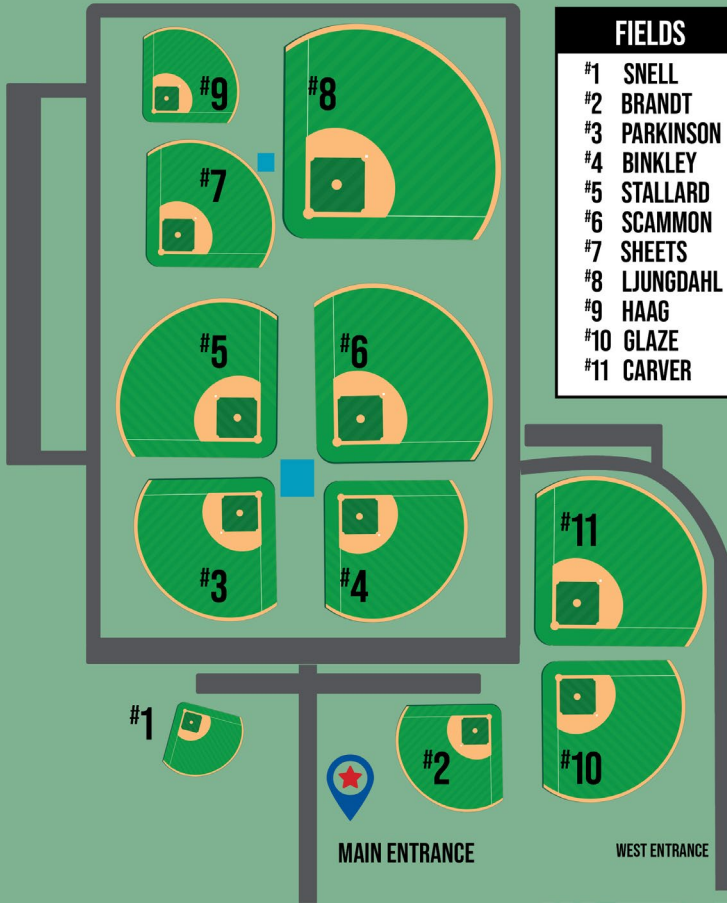 FIELDS
#1 SNELL
#2 BRANDT
#3 PARKINSON
#4 BINKLEY
#5 STALLARD
#6 SCAMMON
#7 SHEETS
#8 LJUNGDAHL
#9 HAAG
#10 GLAZE
#11 CARVER
#9
#8
#7
#5
#6
#11
#3
#4
#1
#2
#10
MAIN ENTRANCE
WEST ENTRANCE